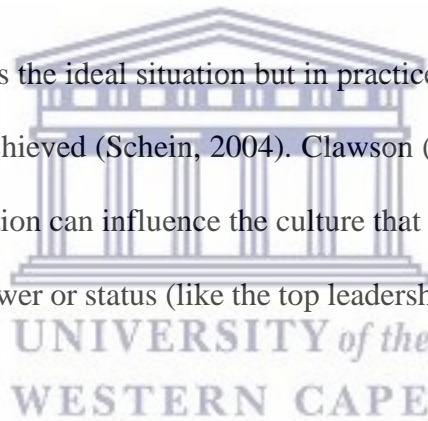 s the ideal situation but in practice
hieved (Schein, 2004). Clawson (
tion can influence the culture that
wer or status (like the top leadersh
UNIVERSITY of the
WESTERN CAPE